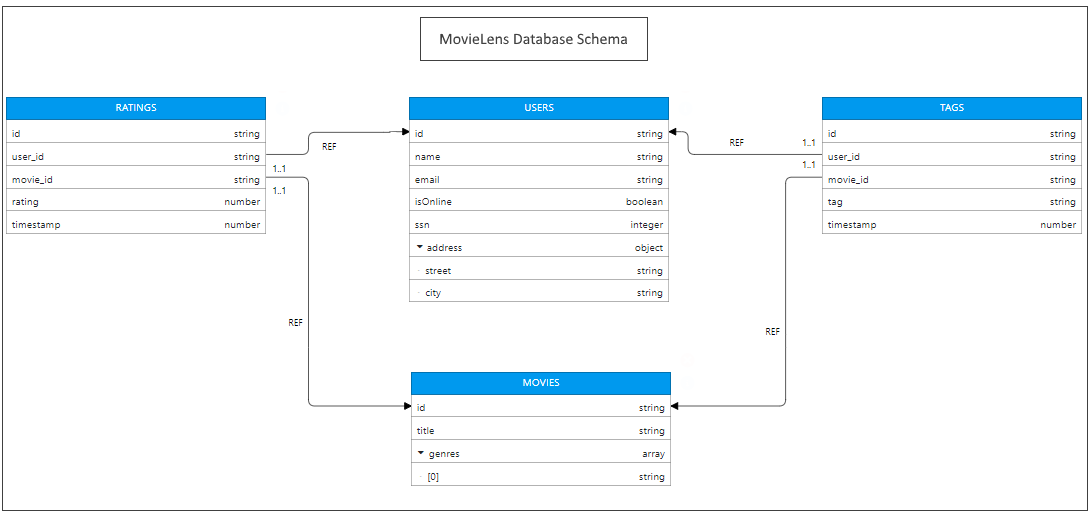 MovieLens Database Schema
RATINGS
id string
user_id string
movie_id string
rating number
timestamp number
USERS
id string
name string
email string
isOnline boolean
ssn integer
address object
street string
city string
TAGS
id string
user_id string
movie_id string
tag string
timestamp number
REF
1..1
1..1
REF
REF
1..1
1..1
REF
MOVIES
id string
title string
genres array
[0] string